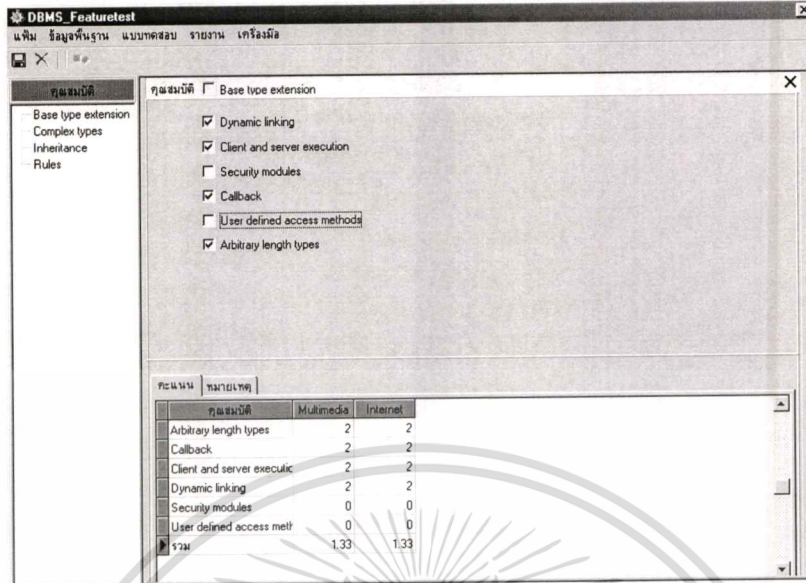 DBMS_Featuretest
แฟ้ม ข้อมูลพื้นฐาน แบบทดสอบ รายงาน เครื่องมือ
คุณสมบัติ
Base type extension
Complex types
Inheritance
Rules
คุณสมบัติ Base type extension
Dynamic linking
Client and server execution
Security modules
Callback
User defined access methods
Arbitrary length types
คะแนน หมายเหตุ
คุณสมบัติ Multimedia Internet
Arbitrary length types 2 2
Callback 2 2
Client and server executic 2 2
Dynamic linking 2 2
Security modules 0 0
User defined access meth 0 0
รวม 1.33 1.33